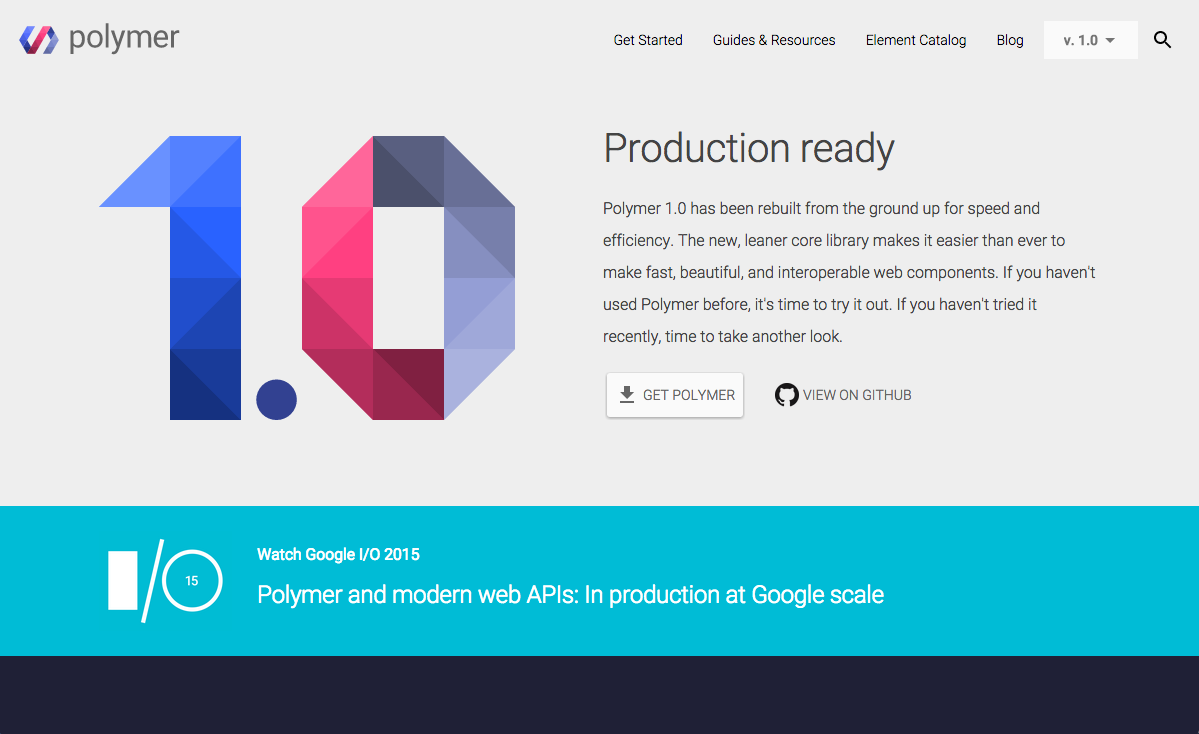 polymer
Get Started Guides & Resources Element Catalog Blog v. 1.0
1.0
Production ready
Polymer 1.0 has been rebuilt from the ground up for speed and
efficiency. The new, leaner core library makes it easier than ever to
make fast, beautiful, and interoperable web components. If you haven't
used Polymer before, it's time to try it out. If you haven't tried it
recently, time to take another look.
GET POLYMER VIEW ON GITHUB
I/O 15
Watch Google I/O 2015
Polymer and modern web APIs: In production at Google scale